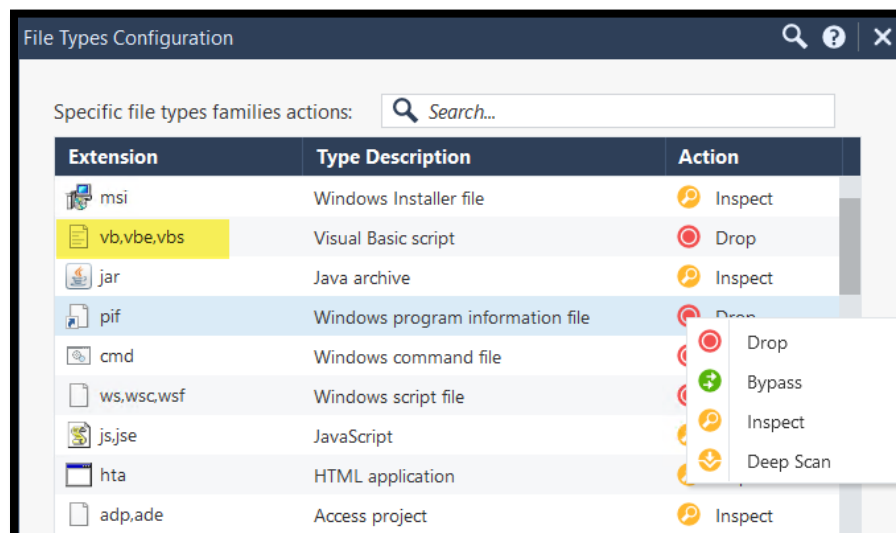 File Types Configuration
Specific file types families actions: Search...
Extension Type Description Action
msi Windows Installer file Inspect
vb,vbe,vbs Visual Basic script Drop
jar Java archive Inspect
pif Windows program information file Drop
Drop
cmd Windows command file
Bypass
ws,wsc,wsf Windows script file
Inspect
js,jse JavaScript
Deep Scan
hta HTML application
adp,ade Access project Inspect